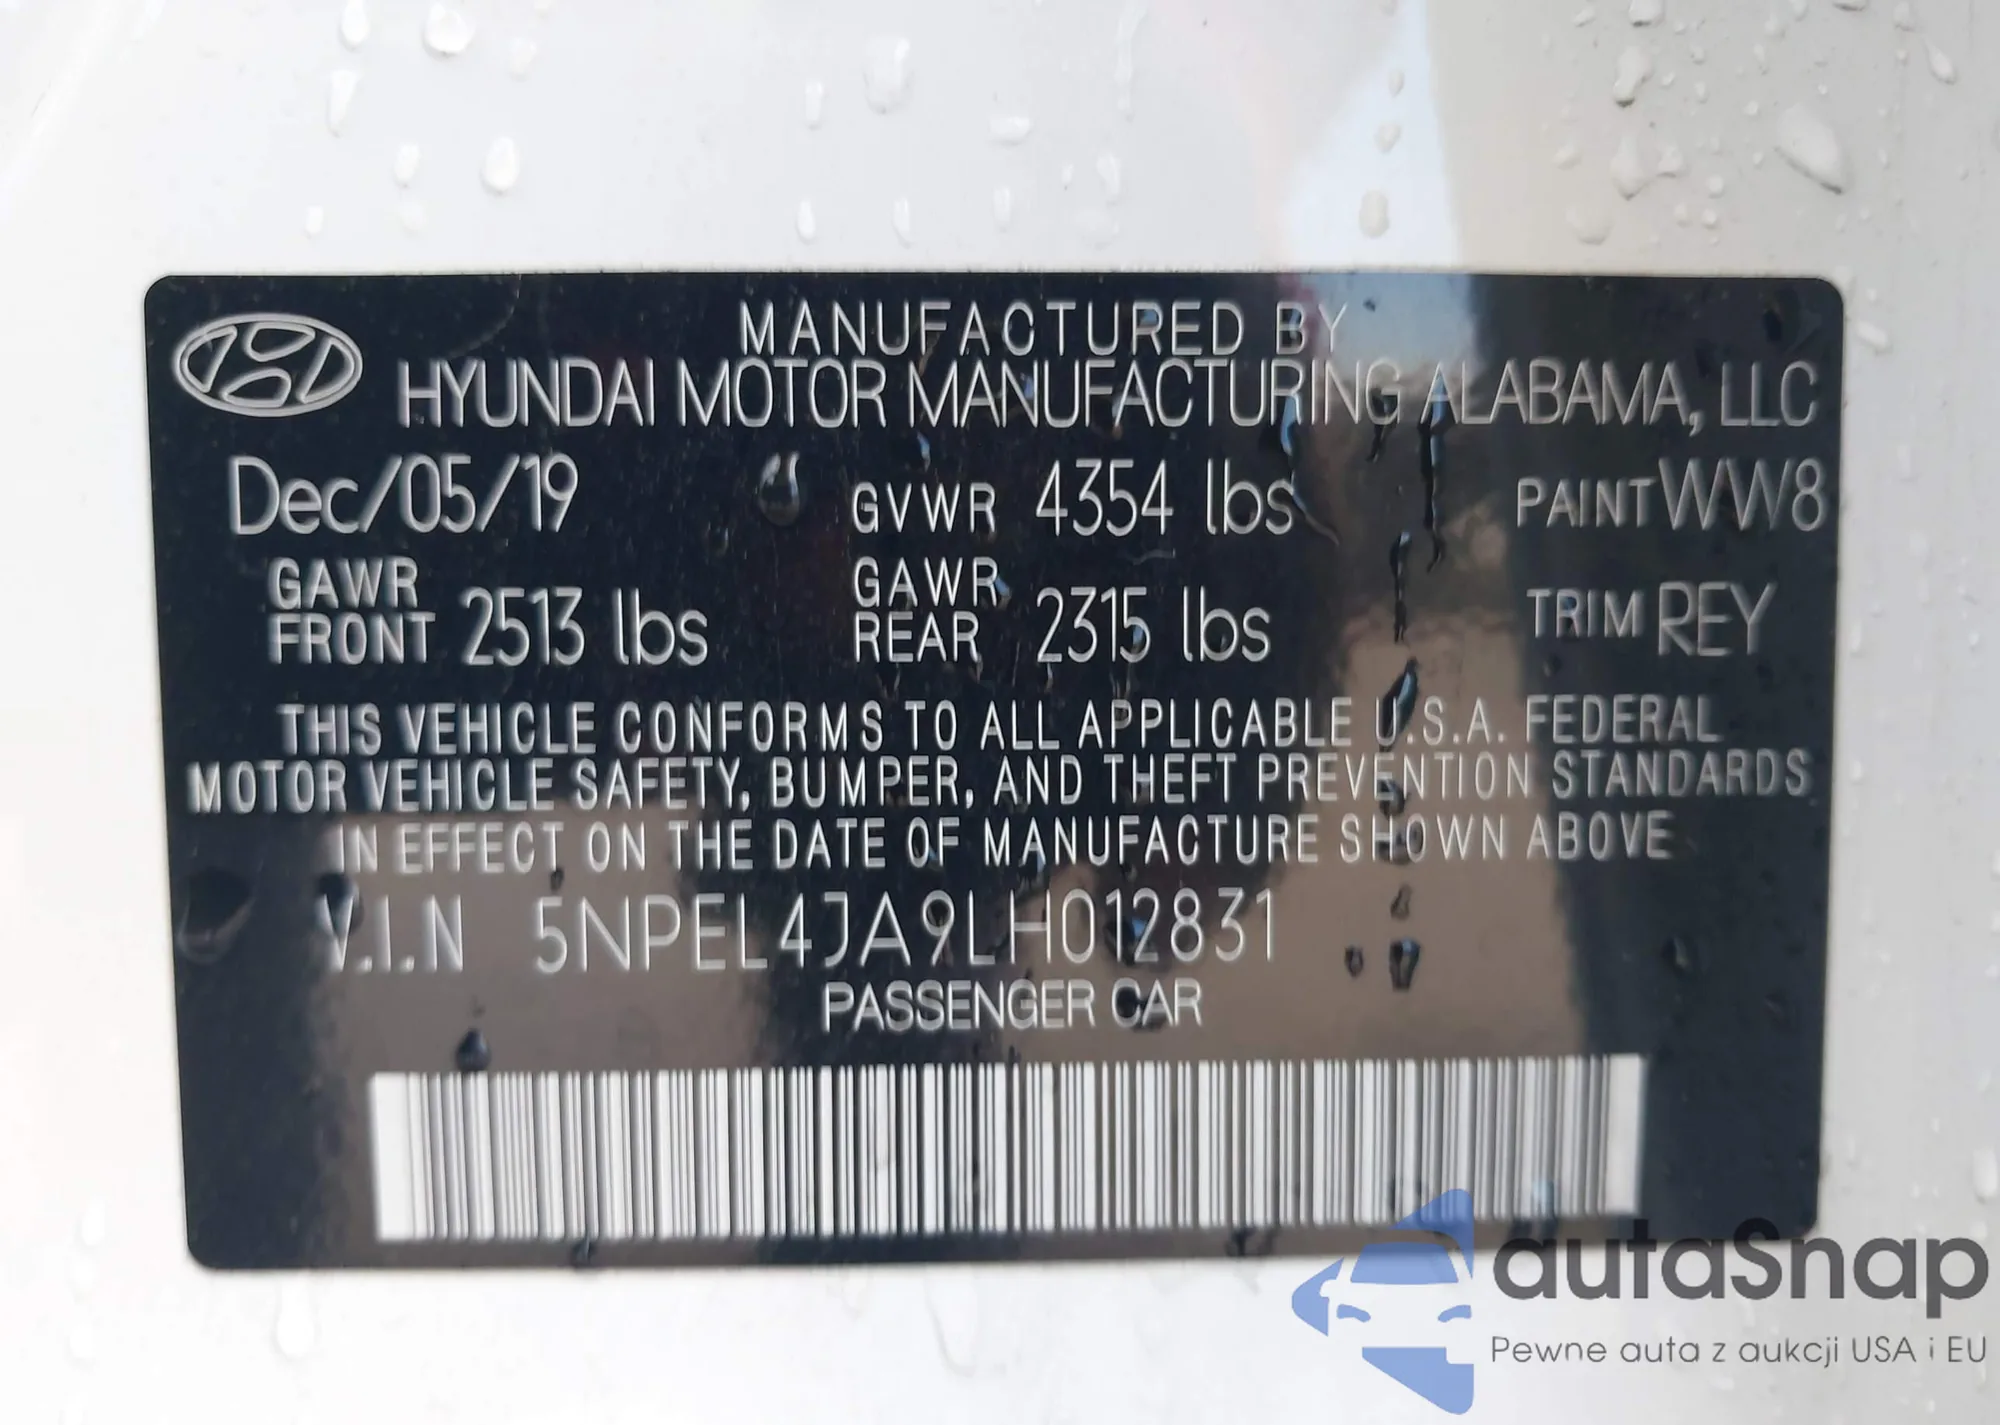 MANUFACTURED BY
HYUNDAI MOTOR MANUFACTURING ALABAMA, LLC
Dec/05/19 GVWR 4354 lbs PAINT WW8
GAWR FRONT 2513 lbs GAWR REAR 2315 lbs TRIM REY
THIS VEHICLE CONFORMS TO ALL APPLICABLE U.S.A. FEDERAL
MOTOR VEHICLE SAFETY, BUMPER, AND THEFT PREVENTION STANDARDS
IN EFFECT ON THE DATE OF MANUFACTURE SHOWN ABOVE
V.I.N 5NPEL4JA9LH012831
PASSENGER CAR
autaSnap
Pewne auta z aukcji USA i EU